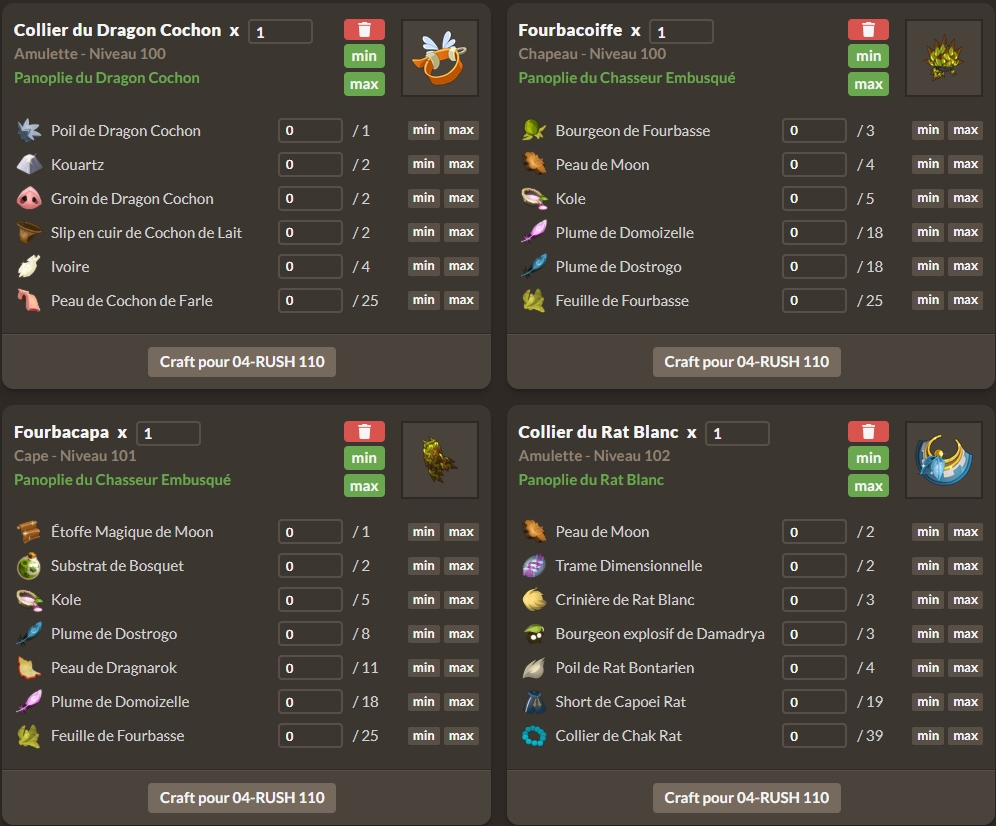 Collier du Dragon Cochon x 1
Amulette - Niveau 100
Panoplie du Dragon Cochon
min
max
Poil de Dragon Cochon 0 / 1 min max
Kouartz 0 / 2 min max
Groin de Dragon Cochon 0 / 2 min max
Slip en cuir de Cochon de Lait 0 / 2 min max
Ivoire 0 / 4 min max
Peau de Cochon de Farle 0 / 25 min max
Craft pour 04-RUSH 110
Fourbacoiffe x 1
Chapeau - Niveau 100
Panoplie du Chasseur Embusqué
min
max
Bourgeon de Fourbasse 0 / 3 min max
Peau de Moon 0 / 4 min max
Kole 0 / 5 min max
Plume de Domoizelle 0 / 18 min max
Plume de Dostrogo 0 / 18 min max
Feuille de Fourbasse 0 / 25 min max
Craft pour 04-RUSH 110
Fourbacapa x 1
Cape - Niveau 101
Panoplie du Chasseur Embusqué
min
max
Étoffe Magique de Moon 0 / 1 min max
Substrat de Bosquet 0 / 2 min max
Kole 0 / 5 min max
Plume de Dostrogo 0 / 8 min max
Peau de Dragnarok 0 / 11 min max
Plume de Domoizelle 0 / 18 min max
Feuille de Fourbasse 0 / 25 min max
Craft pour 04-RUSH 110
Collier du Rat Blanc x 1
Amulette - Niveau 102
Panoplie du Rat Blanc
min
max
Peau de Moon 0 / 2 min max
Trame Dimensionnelle 0 / 2 min max
Crinière de Rat Blanc 0 / 3 min max
Bourgeon explosif de Damadrya 0 / 3 min max
Poil de Rat Bontarien 0 / 4 min max
Short de Capoei Rat 0 / 19 min max
Collier de Chak Rat 0 / 39 min max
Craft pour 04-RUSH 110